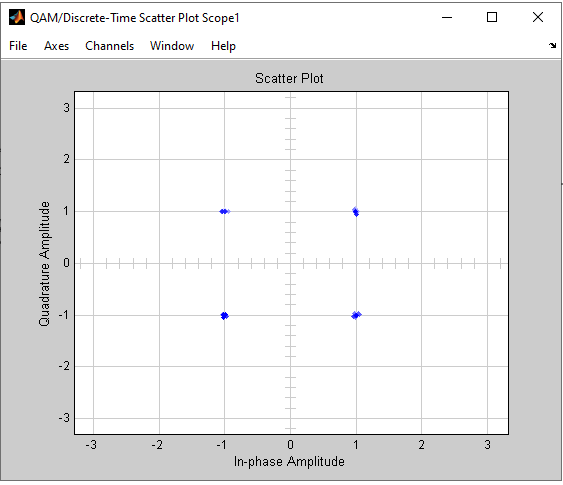 QAM/Discrete-Time Scatter Plot Scope1
File Axes Channels Window Help
Scatter Plot
Quadrature Amplitude
3
2
1
0
-1
-2
-3
-3 -2 -1 0 1 2 3
In-phase Amplitude